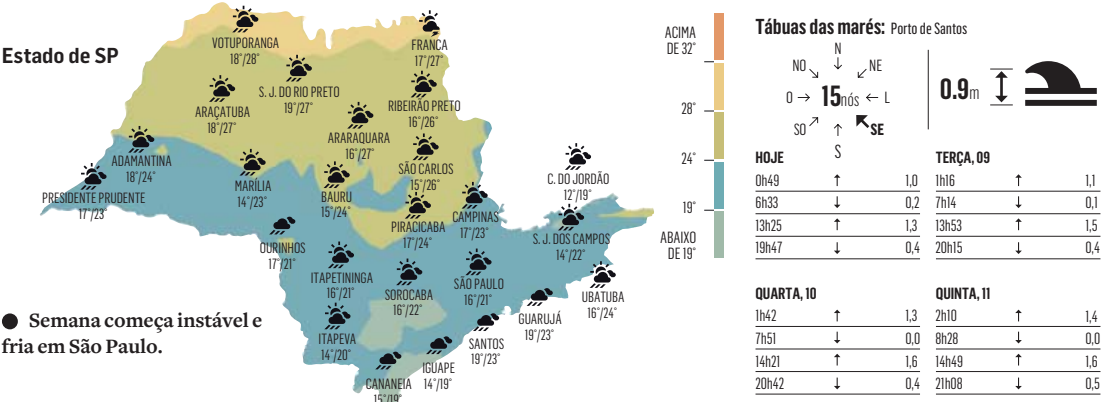 Estado de SP
VOTUPORANGA
18°/28°
FRANCA
17°/27°
S. J. DO RIO PRETO
19°/27°
ARAÇATUBA
18°/27°
RIBEIRÃO PRETO
16°/26°
ARARAQUARA
16°/27°
ADAMANTINA
18°/24°
SÃO CARLOS
15°/26°
PRESIDENTE PRUDENTE
17°/23°
MARÍLIA
14°/23°
BAURU
15°/24°
C. DO JORDÃO
12°/19°
PIRACICABA
17°/24°
CAMPINAS
17°/23°
S. J. DOS CAMPOS
14°/22°
OURINHOS
17°/21°
ITAPETININGA
16°/21°
SOROCABA
16°/22°
SÃO PAULO
16°/21°
UBATUBA
16°/24°
GUARUJÁ
19°/23°
ITAPEVA
14°/20°
SANTOS
19°/23°
IGUAPE
14°/19°
CANANEIA
15°/19°
● Semana começa instável e
fria em São Paulo.
ACIMA
DE 32°
28°
24°
19°
ABAIXO
DE 19°
Tábuas das marés: Porto de Santos
N
NO NE
O → 15nós ← L
SO SE
S
0.9m
HOJE
0h49 ↑ 1,0
6h33 ↓ 0,2
13h25 ↑ 1,3
19h47 ↓ 0,4
TERÇA, 09
1h16 ↑ 1,1
7h14 ↓ 0,1
13h53 ↑ 1,5
20h15 ↓ 0,4
QUARTA, 10
1h42 ↑ 1,3
7h51 ↓ 0,0
14h21 ↑ 1,6
20h42 ↓ 0,4
QUINTA, 11
2h10 ↑ 1,4
8h28 ↓ 0,0
14h49 ↑ 1,6
21h08 ↓ 0,5